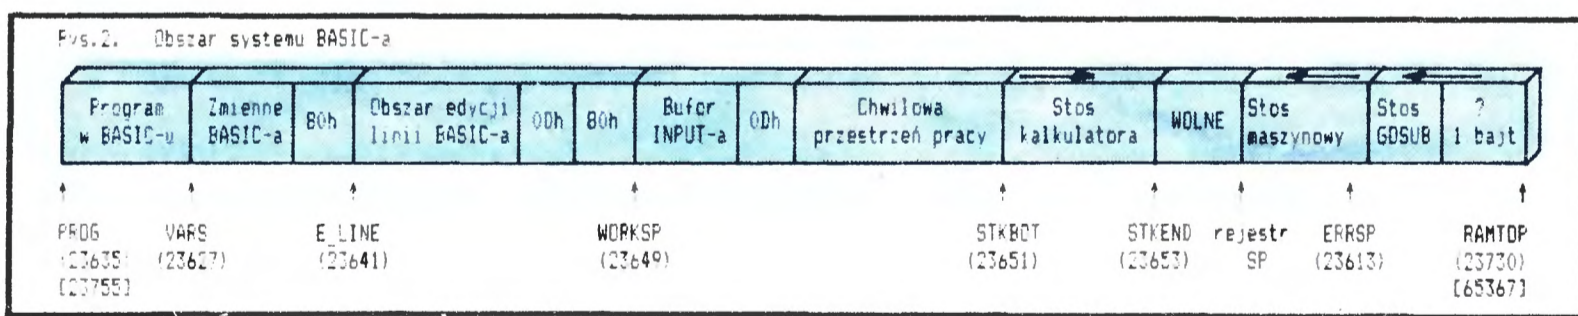 Rys.2. Obszar systemu BASIC-a
Program
w BASIC-u
Zmienne
BASIC-a
80h
Obszar edycji
linii BASIC-a
0Dh
80h
Bufor
INPUT-a
0Dh
Chwilowa
przestrzeń pracy
Stos
kalkulatora
WOLNE
Stos
maszynowy
Stos
GOSUB
?
1 bajt
PROG
(23635)
[23755]
VARS
(23627)
E_LINE
(23641)
WORKSP
(23649)
STKBOT
(23651)
STKEND
(23653)
rejestr
SP
ERRSP
(23613)
RAMTOP
(23730)
[65367]